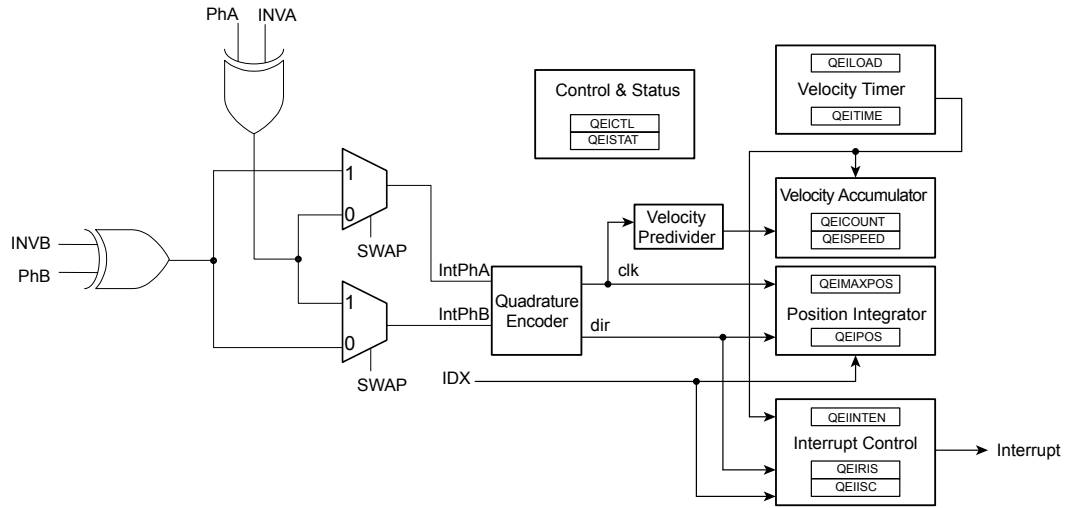 PhA INVA
INVB
PhB
1
0
SWAP
1
0
SWAP
IntPhA
IntPhB
Quadrature
Encoder
clk
dir
IDX
Control & Status
QEICTL
QEISTAT
Velocity
Predivider
QEILOAD
Velocity Timer
QEITIME
Velocity Accumulator
QEICOUNT
QEISPEED
QEIMAXPOS
Position Integrator
QEIPOS
QEIINTEN
Interrupt Control
QEIRIS
QEIISC
Interrupt